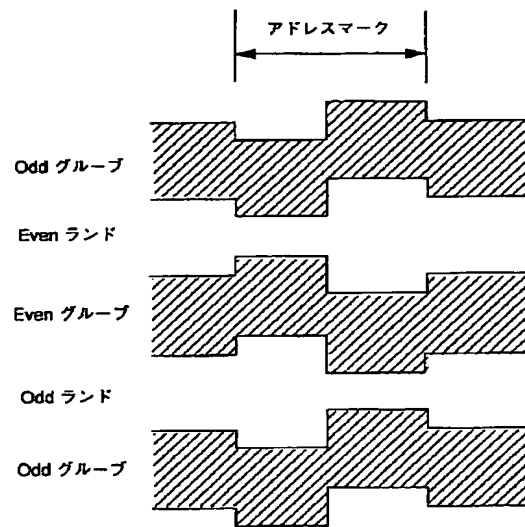 アドレスマーク
Odd グルーブ
Even ランド
Even グルーブ
Odd ランド
Odd グルーブ